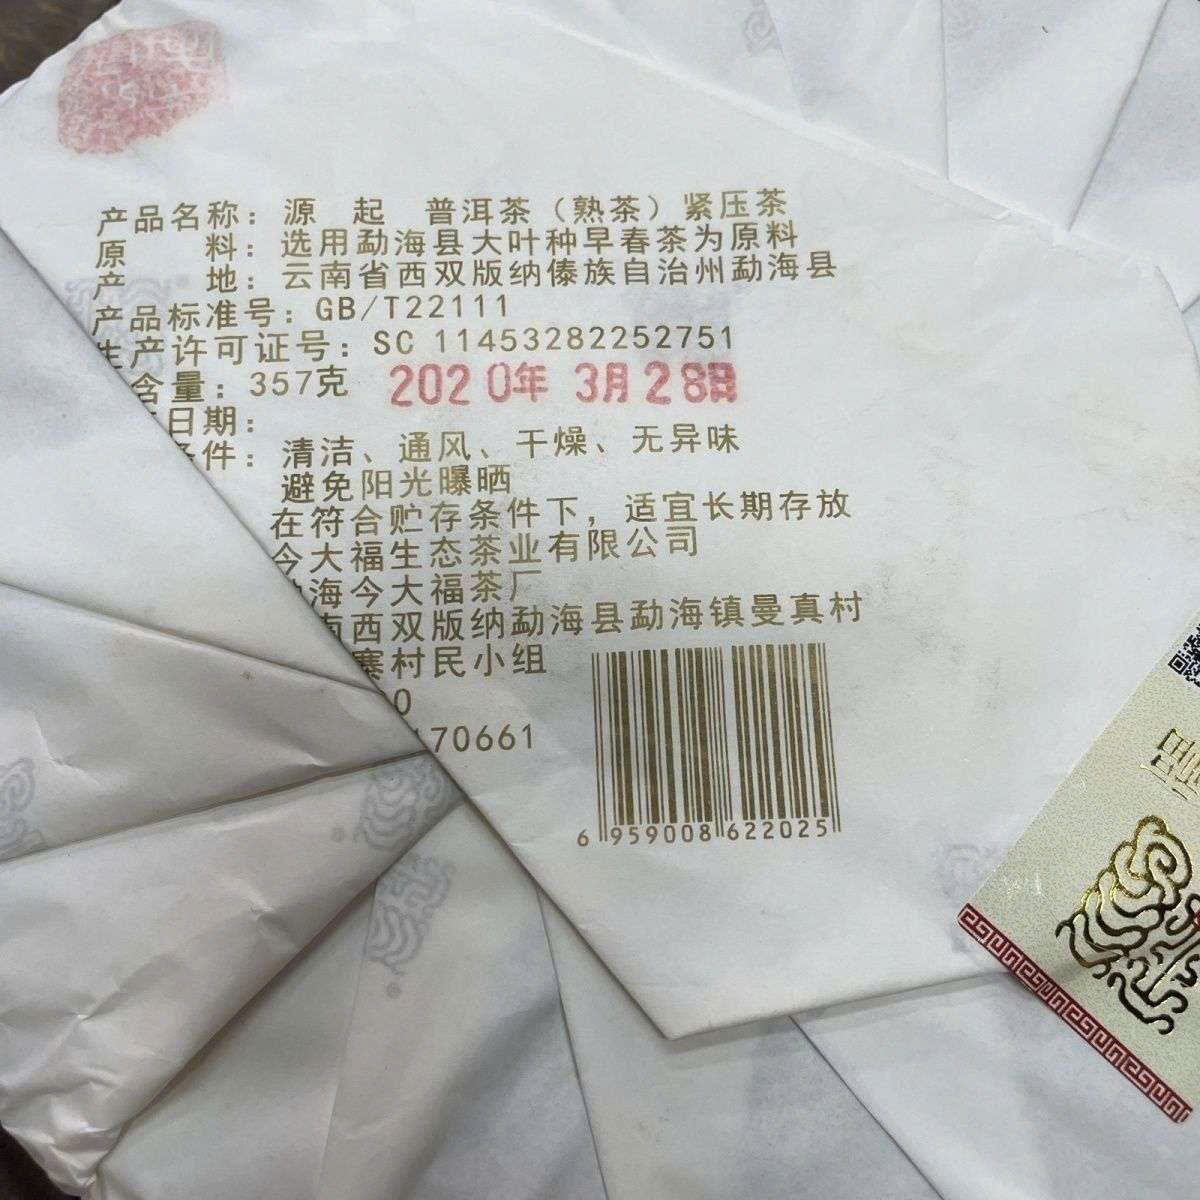 产品名称：源 起 普洱茶（熟茶）紧压茶
原 料：选用勐海县大叶种早春茶为原料
产 地：云南省西双版纳傣族自治州勐海县
产品标准号：GB/T22111
生产许可证号：SC 11453282252751
含量：357克 2020年 3月28日
日期：
条件：清洁、通风、干燥、无异味
避免阳光曝晒
在符合贮存条件下，适宜长期存放
今大福生态茶业有限公司
海今大福茶厂
南西双版纳勐海县勐海镇曼真村
寨村民小组
0
170661
6 959008 622025
福